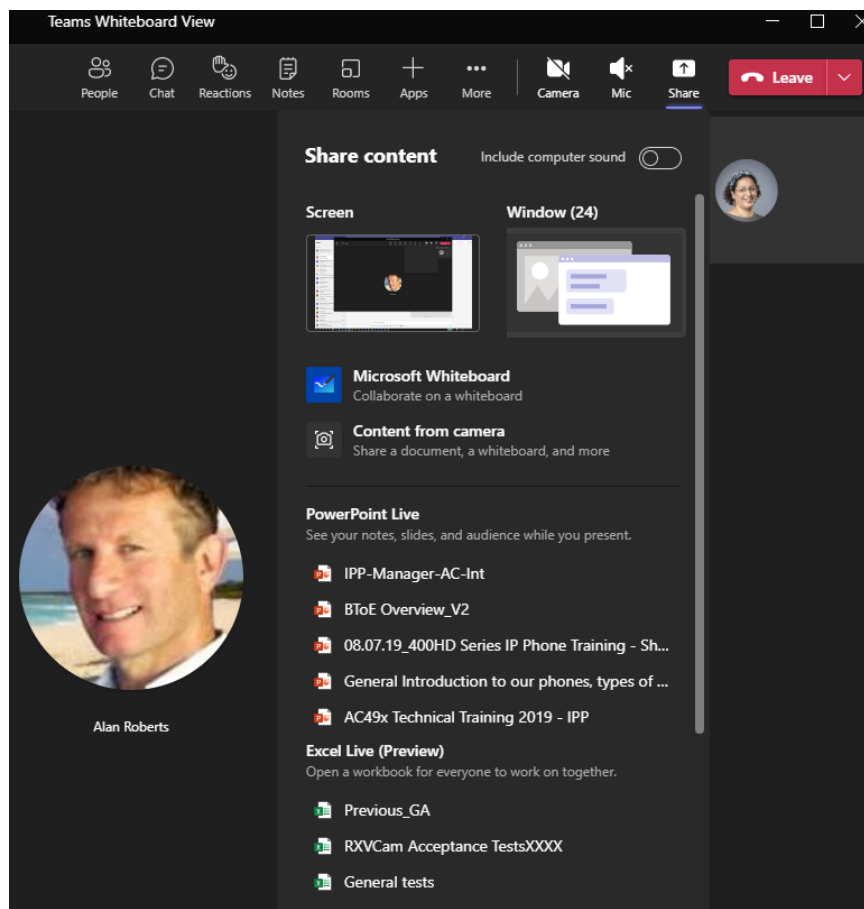 Teams Whiteboard View
People Chat Reactions Notes Rooms Apps More Camera Mic Share Leave
Share content Include computer sound
Screen Window (24)
Microsoft Whiteboard
Collaborate on a whiteboard
Content from camera
Share a document, a whiteboard, and more
PowerPoint Live
See your notes, slides, and audience while you present.
IPP-Manager-AC-Int
BToE Overview_V2
08.07.19_400HD Series IP Phone Training - Sh...
General Introduction to our phones, types of ...
AC49x Technical Training 2019 - IPP
Alan Roberts
Excel Live (Preview)
Open a workbook for everyone to work on together.
Previous_GA
RXVCam Acceptance TestsXXXX
General tests